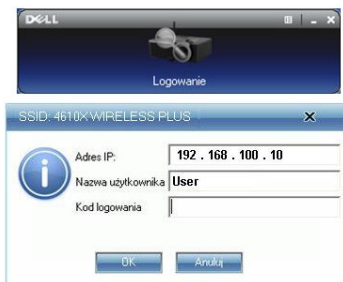 DELL
Logowanie
SSID: 4610X WIRELESS PLUS
Adres IP: 192 . 168 . 100 . 10
Nazwa użytkownika User
Kod logowania
OK Anuluj